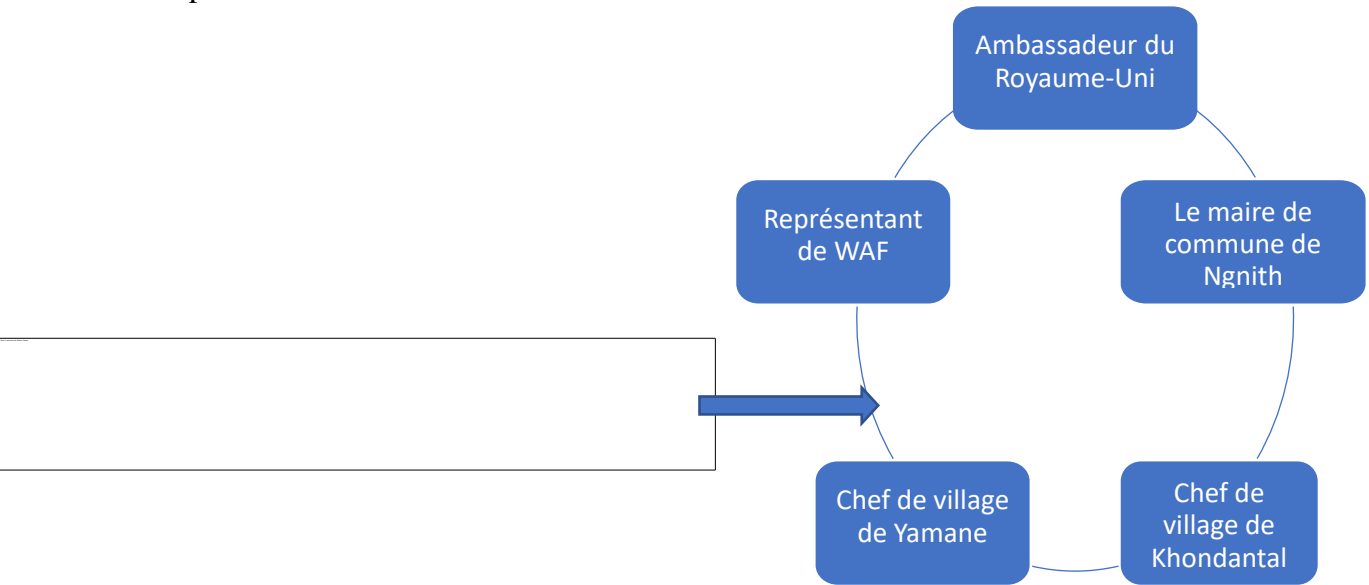 Ambassadeur du
Royaume-Uni
Le maire de
commune de
Ngnith
Chef de
village de
Khondantal
Chef de village
de Yamane
Représentant
de WAF